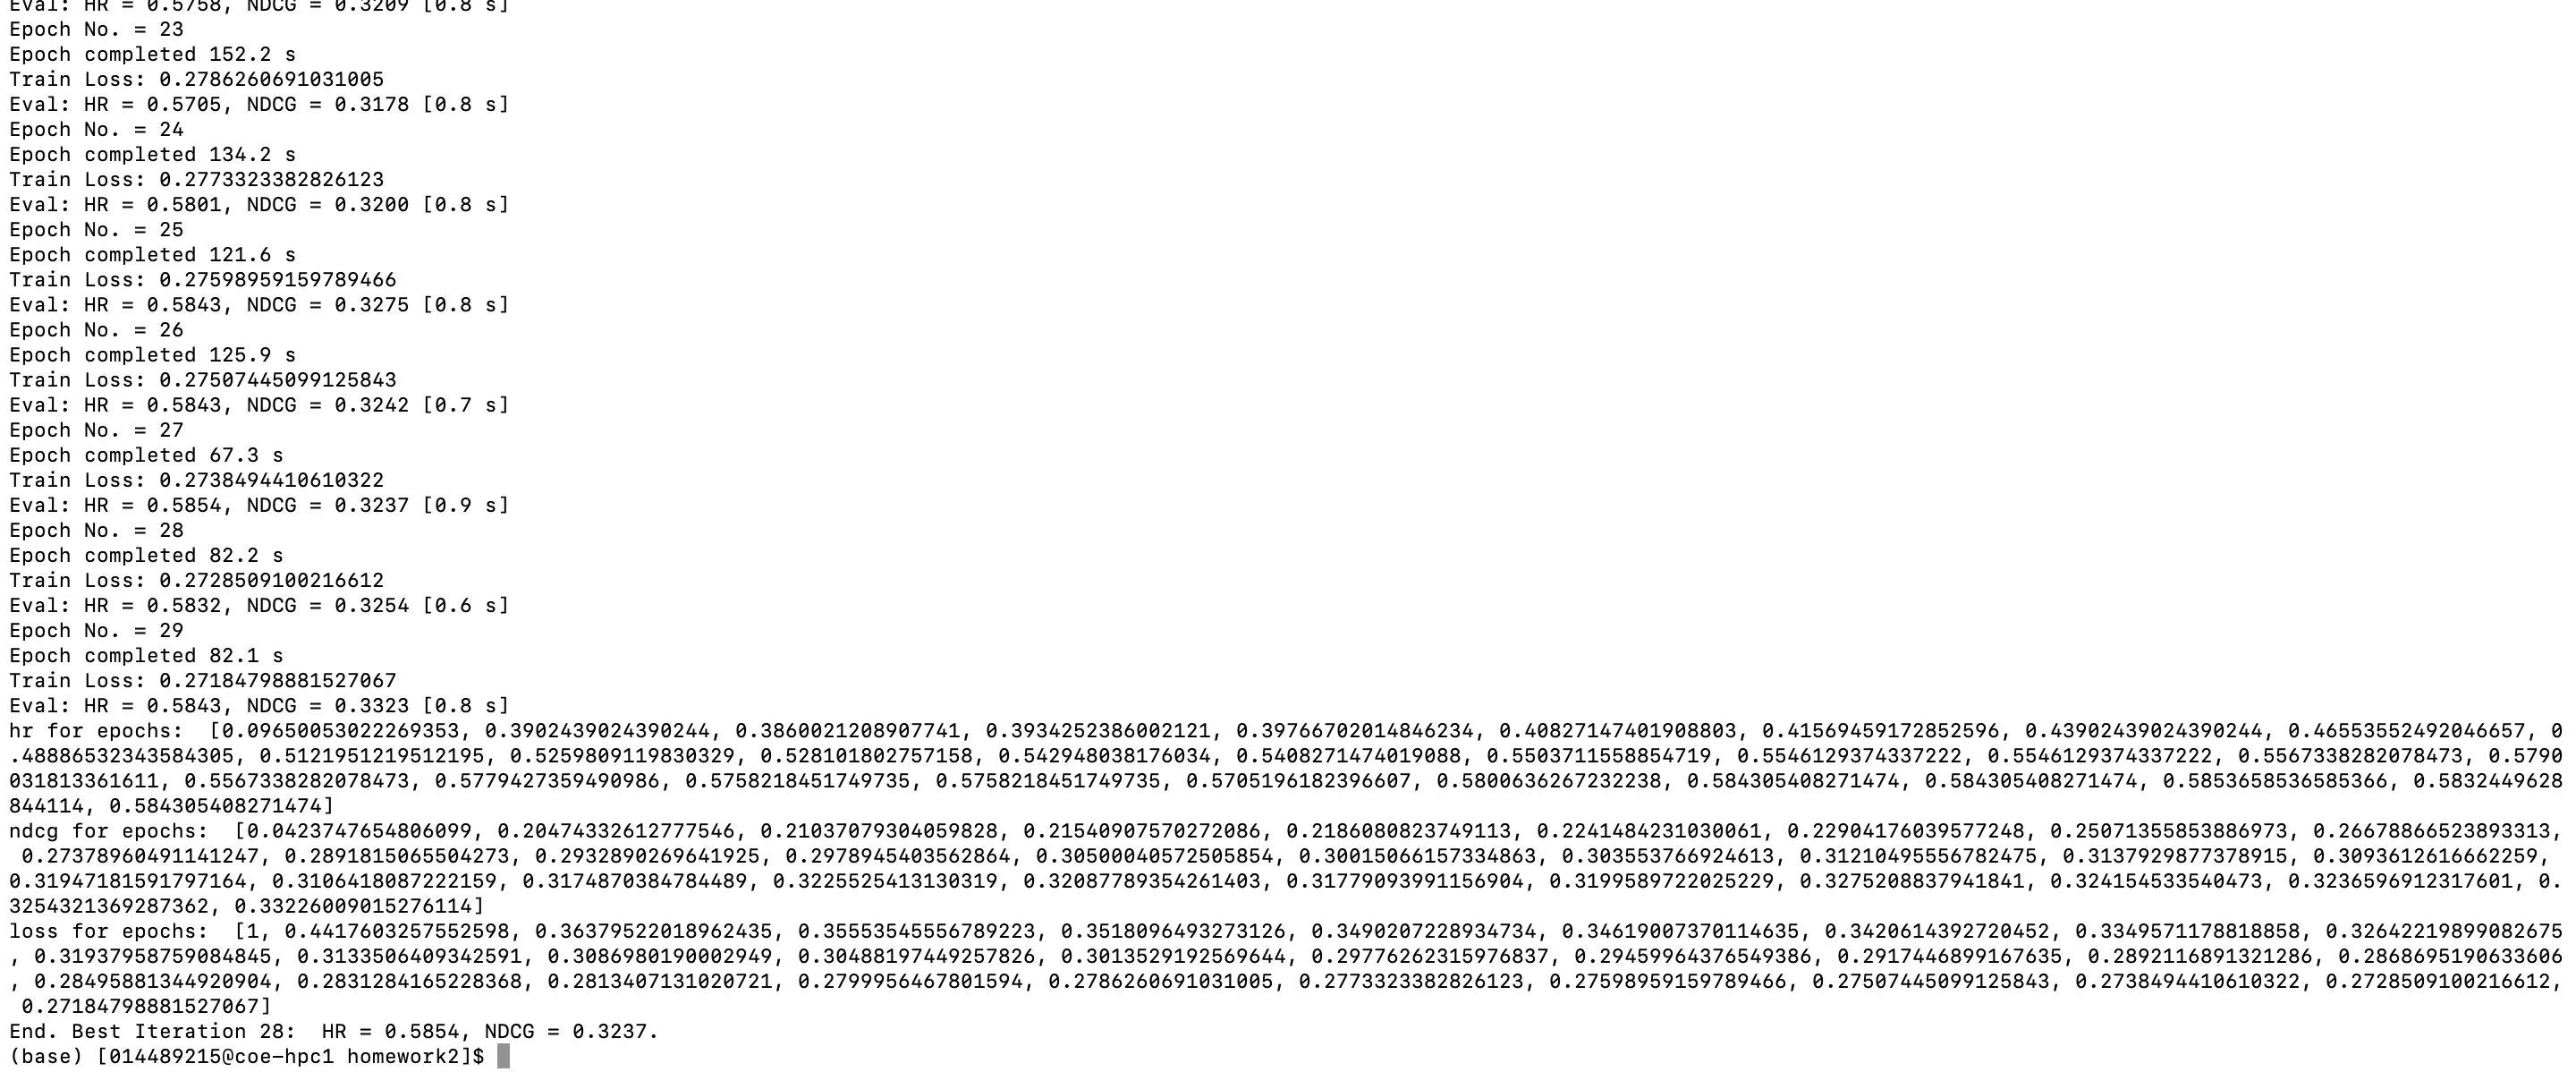 Eval: HR = 0.5758, NDCG = 0.3209 [0.8 s]
Epoch No. = 23
Epoch completed 152.2 s
Train Loss: 0.2786260691031005
Eval: HR = 0.5705, NDCG = 0.3178 [0.8 s]
Epoch No. = 24
Epoch completed 134.2 s
Train Loss: 0.2773323382826123
Eval: HR = 0.5801, NDCG = 0.3200 [0.8 s]
Epoch No. = 25
Epoch completed 121.6 s
Train Loss: 0.27598959159789466
Eval: HR = 0.5843, NDCG = 0.3275 [0.8 s]
Epoch No. = 26
Epoch completed 125.9 s
Train Loss: 0.27507445099125843
Eval: HR = 0.5843, NDCG = 0.3242 [0.7 s]
Epoch No. = 27
Epoch completed 67.3 s
Train Loss: 0.2738494410610322
Eval: HR = 0.5854, NDCG = 0.3237 [0.9 s]
Epoch No. = 28
Epoch completed 82.2 s
Train Loss: 0.2728509100216612
Eval: HR = 0.5832, NDCG = 0.3254 [0.6 s]
Epoch No. = 29
Epoch completed 82.1 s
Train Loss: 0.27184798881527067
Eval: HR = 0.5843, NDCG = 0.3323 [0.8 s]
hr for epochs:  [0.09650053022269353, 0.3902439024390244, 0.3860021208907741, 0.3934252386002121, 0.39766702014846234, 0.40827147401908803, 0.41569459172852596, 0.43902439024390244, 0.46553552492046657, 0
.48886532343584305, 0.5121951219512195, 0.5259809119830329, 0.528101802757158, 0.542948038176034, 0.5408271474019088, 0.5503711558854719, 0.5546129374337222, 0.5546129374337222, 0.5567338282078473, 0.5790
031813361611, 0.5567338282078473, 0.5779427359490986, 0.5758218451749735, 0.5758218451749735, 0.5705196182396607, 0.5800636267232238, 0.584305408271474, 0.584305408271474, 0.5853658536585366, 0.5832449628
844114, 0.584305408271474]
ndcg for epochs:  [0.0423747654806099, 0.20474332612777546, 0.21037079304059828, 0.21540907570272086, 0.2186080823749113, 0.2241484231030061, 0.22904176039577248, 0.25071355853886973, 0.26678866523893313,
 0.27378960491141247, 0.2891815065504273, 0.2932890269641925, 0.2978945403562864, 0.30500040572505854, 0.30015066157334863, 0.303553766924613, 0.31210495556782475, 0.3137929877378915, 0.3093612616662259,
0.31947181591797164, 0.3106418087222159, 0.3174870384784489, 0.3225525413130319, 0.32087789354261403, 0.31779093991156904, 0.3199589722025229, 0.3275208837941841, 0.324154533540473, 0.3236596912317601, 0.
3254321369287362, 0.33226009015276114]
loss for epochs:  [1, 0.4417603257552598, 0.36379522018962435, 0.35553545556789223, 0.3518096493273126, 0.3490207228934734, 0.34619007370114635, 0.3420614392720452, 0.3349571178818858, 0.32642219899082675
, 0.31937958759084845, 0.3133506409342591, 0.3086980190002949, 0.30488197449257826, 0.3013529192569644, 0.29776262315976837, 0.29459964376549386, 0.2917446899167635, 0.2892116891321286, 0.2868695190633606
, 0.28495881344920904, 0.2831284165228368, 0.2813407131020721, 0.2799956467801594, 0.2786260691031005, 0.2773323382826123, 0.27598959159789466, 0.27507445099125843, 0.2738494410610322, 0.2728509100216612,
 0.27184798881527067]
End. Best Iteration 28:  HR = 0.5854, NDCG = 0.3237.
(base) [014489215@coe-hpc1 homework2]$